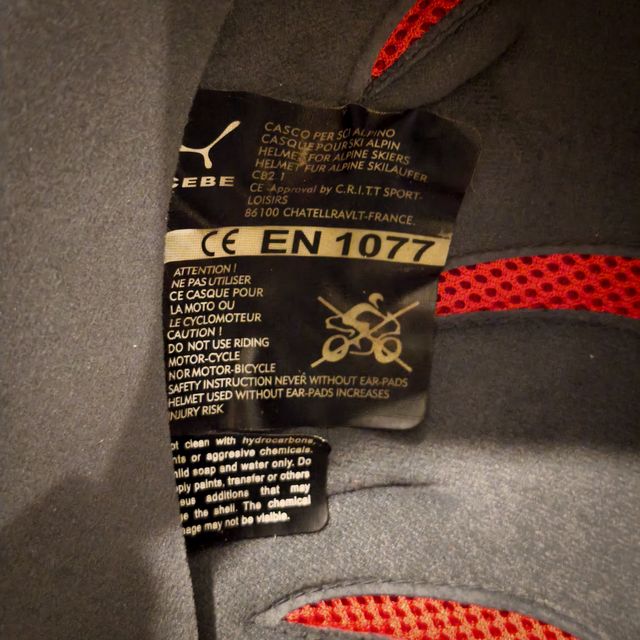 CEBE
CASCO PER SCI ALPINO
CASQUE POUR SKI ALPIN
HELMET FOR ALPINE SKIERS
HELMET FUR ALPINE SKILAUFER
CB2 1
CE -Approval by C.R.I.T.T SPORT-
LOISIRS
86100 CHATELLRAVLT-FRANCE.
CE EN 1077
ATTENTION !
NE PAS UTILISER
CE CASQUE POUR
LA MOTO OU
LE CYCLOMOTEUR
CAUTION !
DO NOT USE RIDING
MOTOR-CYCLE
NOR MOTOR-BICYCLE
SAFETY INSTRUCTION NEVER WITHOUT EAR-PADS
HELMET USED WITHOUT EAR-PADS INCREASES
INJURY RISK
clean with hydrocarbons
or aggresive chemicals.
soap and water only. Do
paints, transfer or others
additions that may
the shell. The
may not be visible.